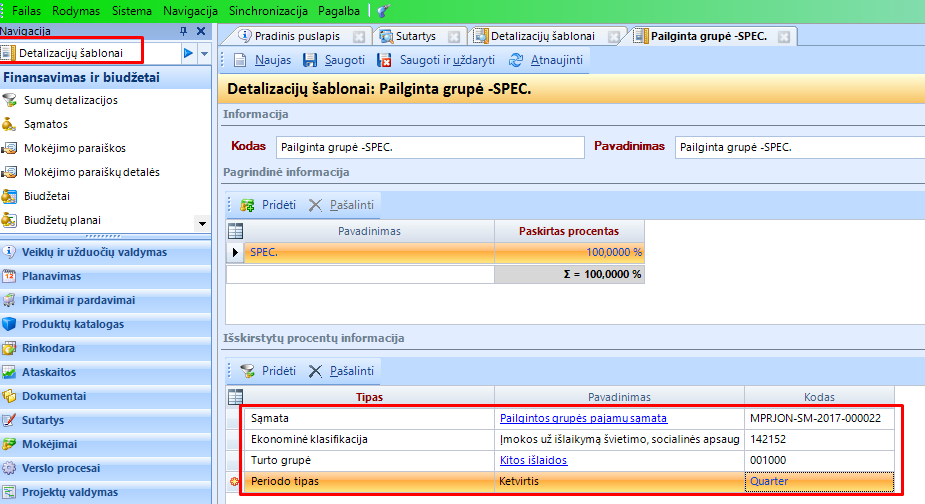 Failas Rodymas Sistema Navigacija Sinchronizacija Pagalba
Navigacija
Detalizacijų šablonai
Finansavimas ir biudžetai
Sumų detalizacijos
Sąmatos
Mokėjimo paraiškos
Mokėjimo paraiškų detalės
Biudžetai
Biudžetų planai
Veiklų ir užduočių valdymas
Planavimas
Pirkimai ir pardavimai
Produktų katalogas
Rinkodara
Ataskaitos
Dokumentai
Sutartys
Mokėjimai
Verslo procesai
Projektų valdymas
Pradinis puslapis Sutartys Detalizacijų šablonai Pailginta grupė -SPEC.
Naujas Saugoti Saugoti ir uždaryti Atnaujinti
Detalizacijų šablonai: Pailginta grupė -SPEC.
Informacija
Kodas Pailginta grupė -SPEC. Pavadinimas Pailginta grupė -SPEC.
Pagrindinė informacija
Pridėti Pašalinti
Pavadinimas Paskirtas procentas
SPEC. 100,0000 %
Σ = 100,0000 %
Išskirstytų procentų informacija
Pridėti Pašalinti
Tipas Pavadinimas Kodas
Sąmata Pailgintos grupės pajamu samata MPRJON-SM-2017-000022
Ekonominė klasifikacija Įmokos už išlaikymą švietimo, socialinės apsaug 142152
Turto grupė Kitos išlaidos 001000
Periodo tipas Ketvirtis Quarter